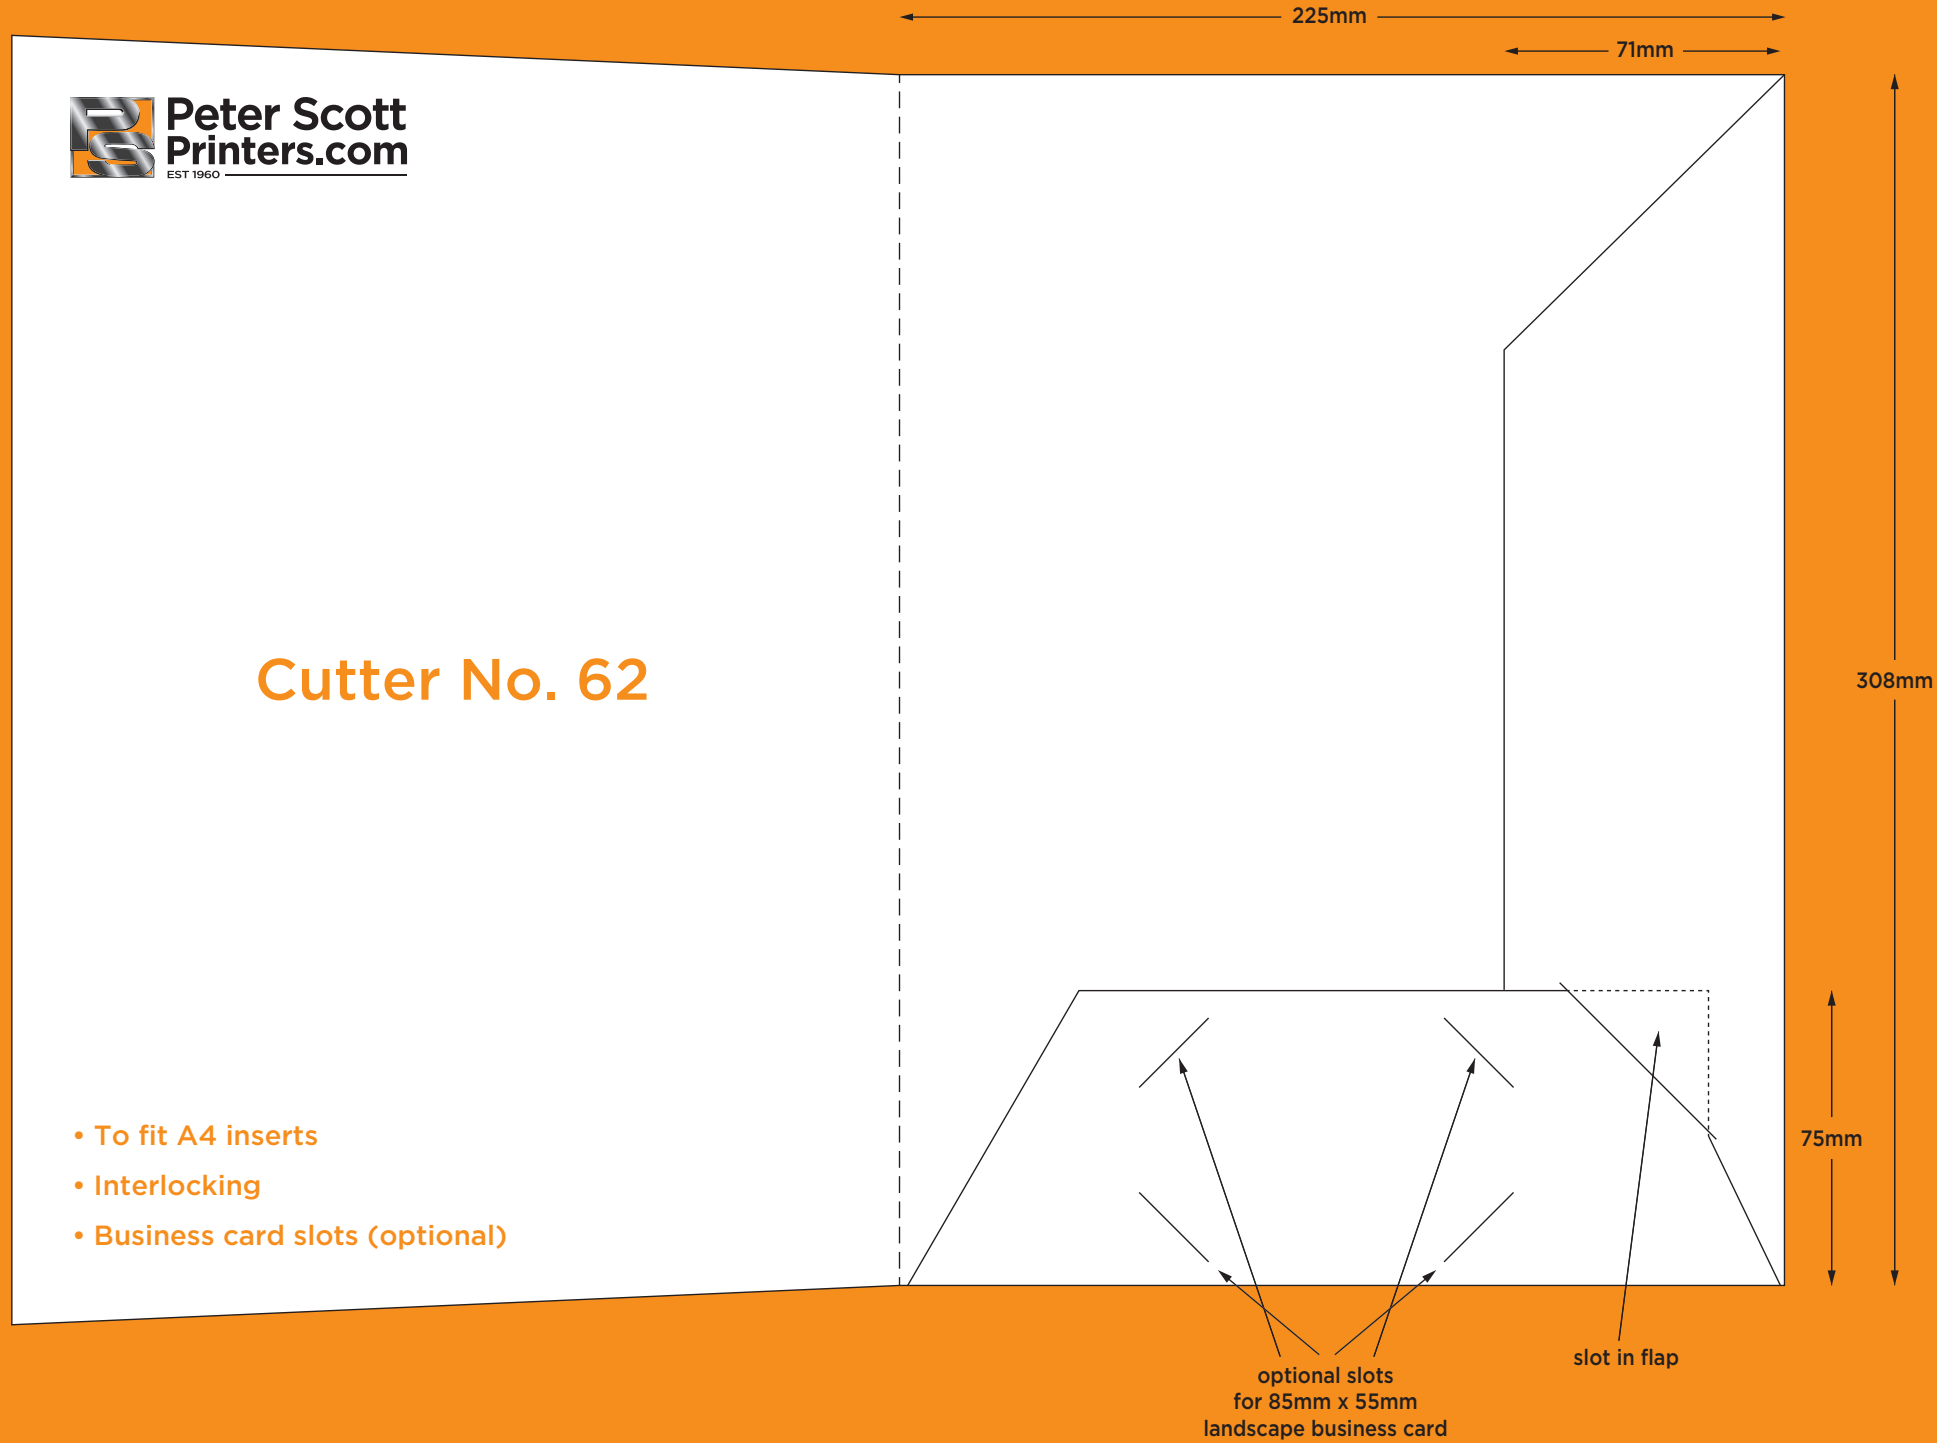 225mm
71mm
PS
Peter Scott
Printers.com
EST 1960
Cutter No. 62
308mm
• To fit A4 inserts
• Interlocking
• Business card slots (optional)
75mm
slot in flap
optional slots
for 85mm x 55mm
landscape business card